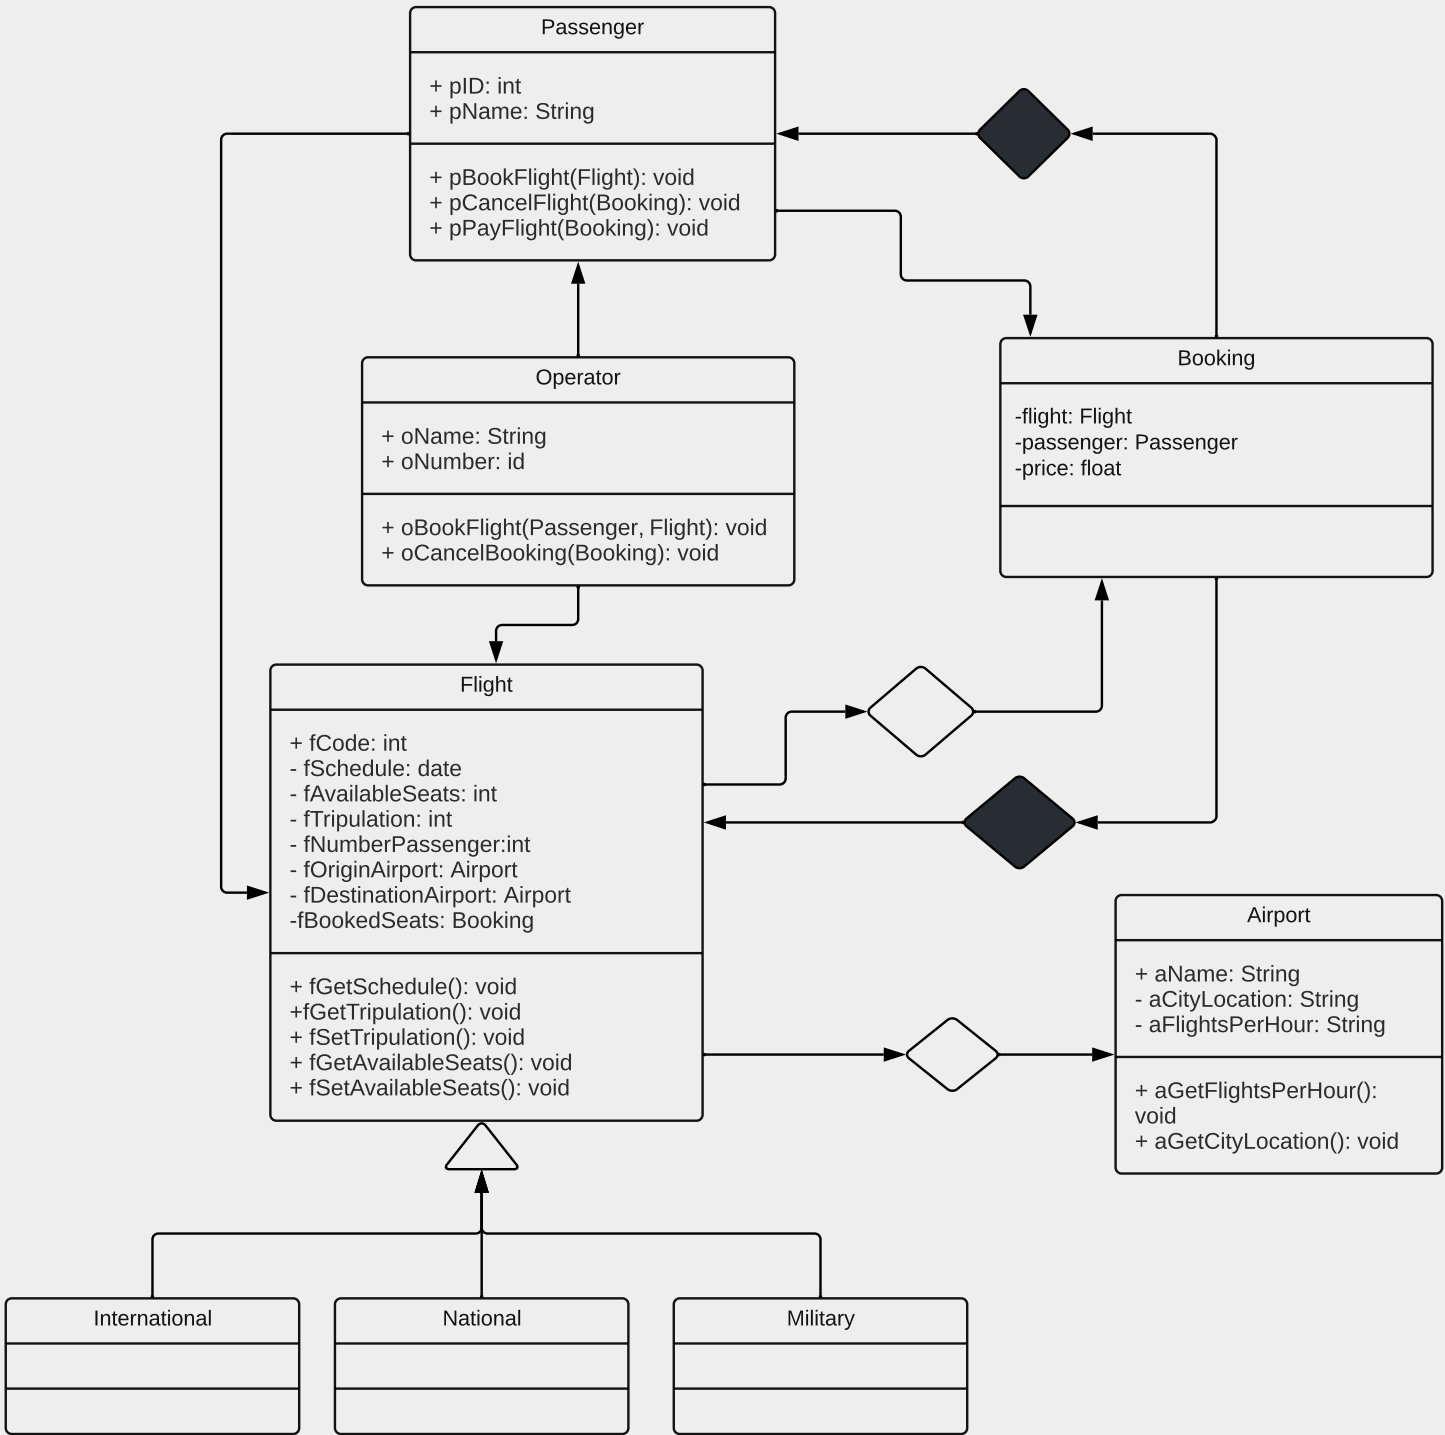 Passenger
+ pID: int
+ pName: String
+ pBookFlight(Flight): void
+ pCancelFlight(Booking): void
+ pPayFlight(Booking): void
Operator
+ oName: String
+ oNumber: id
+ oBookFlight(Passenger, Flight): void
+ oCancelBooking(Booking): void
Booking
-flight: Flight
-passenger: Passenger
-price: float
Flight
+ fCode: int
- fSchedule: date
- fAvailableSeats: int
- fTripulation: int
- fNumberPassenger:int
- fOriginAirport: Airport
- fDestinationAirport: Airport
-fBookedSeats: Booking
+ fGetSchedule(): void
+fGetTripulation(): void
+ fSetTripulation(): void
+ fGetAvailableSeats(): void
+ fSetAvailableSeats(): void
Airport
+ aName: String
- aCityLocation: String
- aFlightsPerHour: String
+ aGetFlightsPerHour():
void
+ aGetCityLocation(): void
International
National
Military